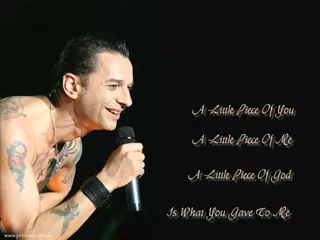 A Little Piece Of You
A Little Piece Of Me
A Little Piece Of God
Is What You Gave To Me